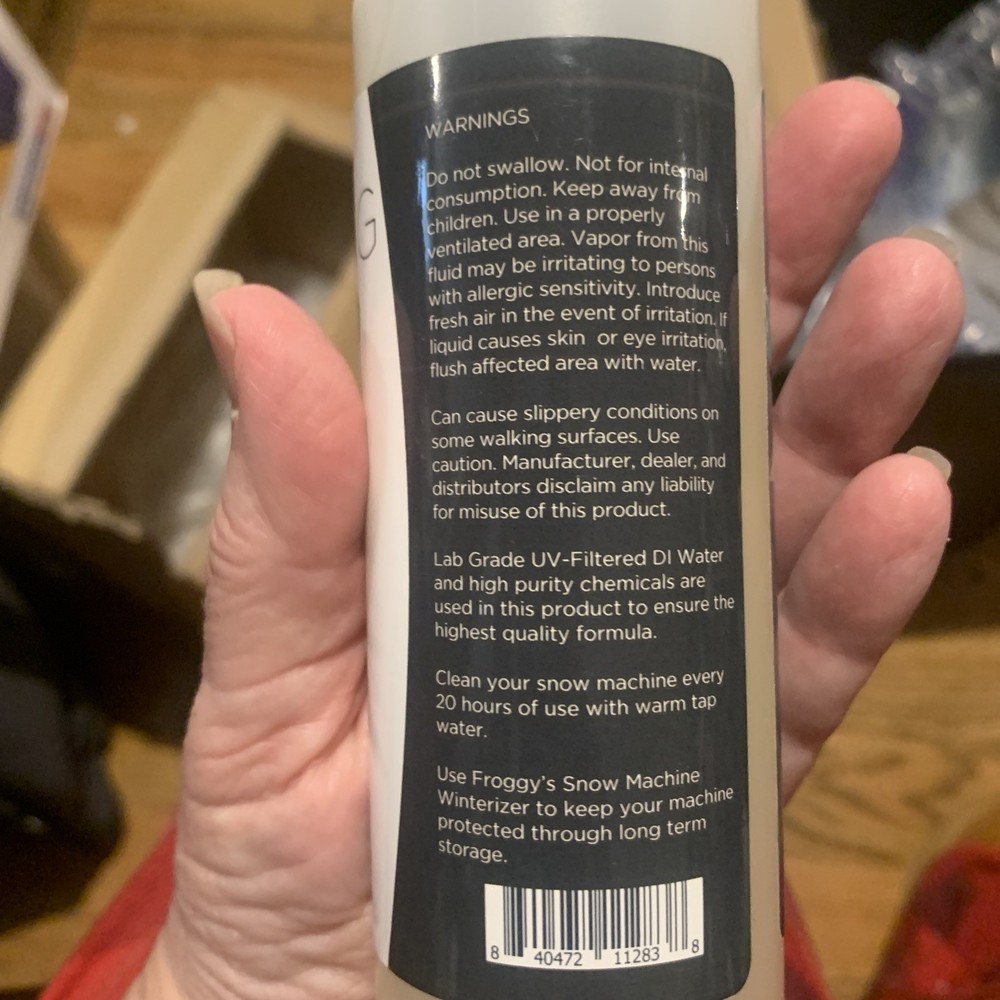 WARNINGS
Do not swallow. Not for internal
consumption. Keep away from
children. Use in a properly
ventilated area. Vapor from this
fluid may be irritating to persons
with allergic sensitivity. Introduce
fresh air in the event of irritation. If
liquid causes skin or eye irritation,
flush affected area with water.
Can cause slippery conditions on
some walking surfaces. Use
caution. Manufacturer, dealer, and
distributors disclaim any liability
for misuse of this product.
Lab Grade UV-Filtered DI Water
and high purity chemicals are
used in this product to ensure the
highest quality formula.
Clean your snow machine every
20 hours of use with warm tap
water.
Use Froggy's Snow Machine
Winterizer to keep your machine
protected through long term
storage.
8 40472 11283 8
G